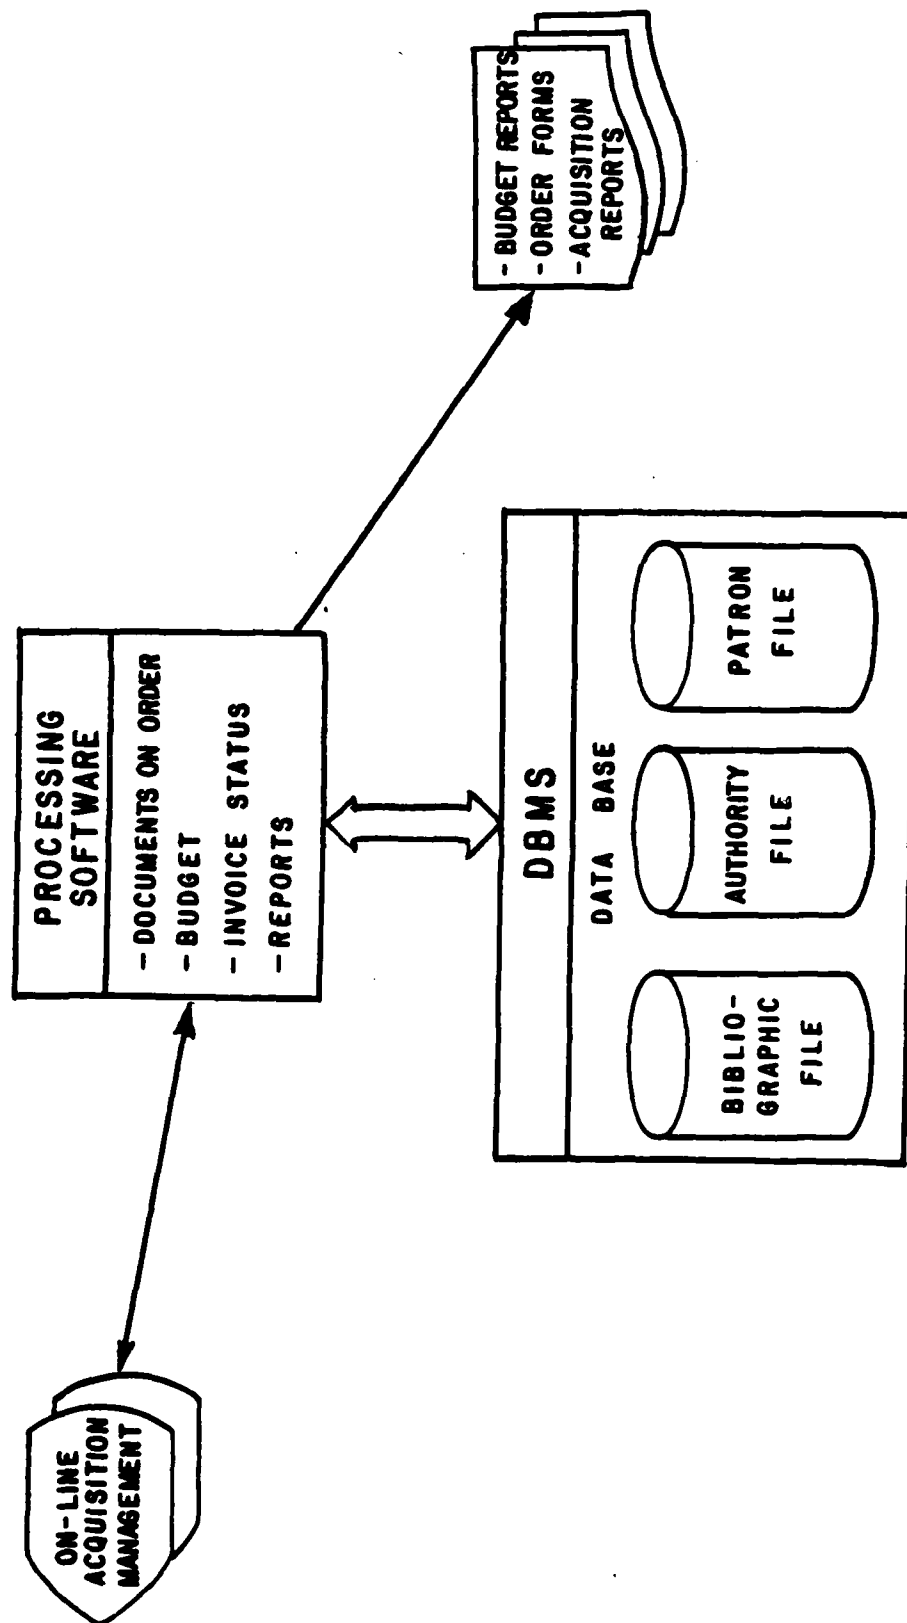 ON-LINE
ACQUISITION
MANAGEMENT
PROCESSING
SOFTWARE
-DOCUMENTS ON ORDER
-BUDGET
-INVOICE STATUS
-REPORTS
-BUDGET REPORTS
-ORDER FORMS
-ACQUISITION
REPORTS
DBMS
DATA BASE
BIBLIO-
GRAPHIC
FILE
AUTHORITY
FILE
PATRON
FILE